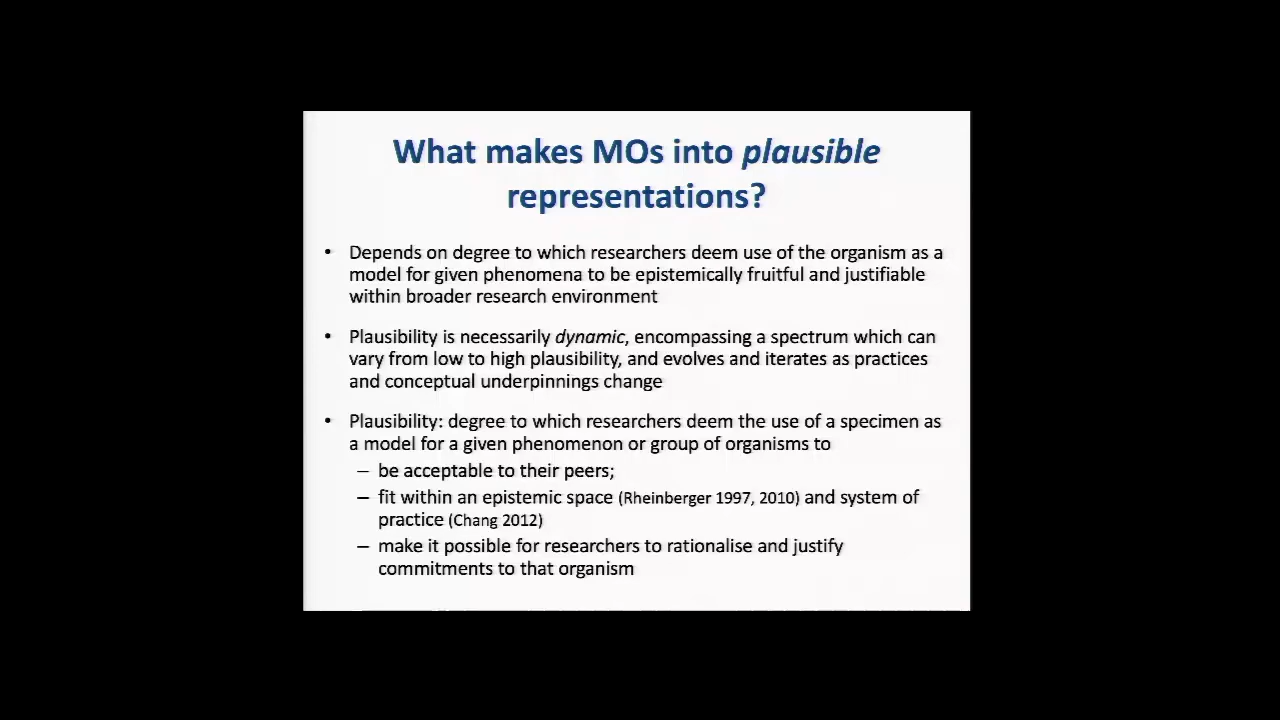 What makes MOs into plausible
representations?
• Depends on degree to which researchers deem use of the organism as a
model for given phenomena to be epistemically fruitful and justifiable
within broader research environment
• Plausibility is necessarily dynamic, encompassing a spectrum which can
vary from low to high plausibility, and evolves and iterates as practices
and conceptual underpinnings change
• Plausibility: degree to which researchers deem the use of a specimen as
a model for a given phenomenon or group of organisms to
– be acceptable to their peers;
– fit within an epistemic space (Rheinberger 1997, 2010) and system of
practice (Chang 2012)
– make it possible for researchers to rationalise and justify
commitments to that organism